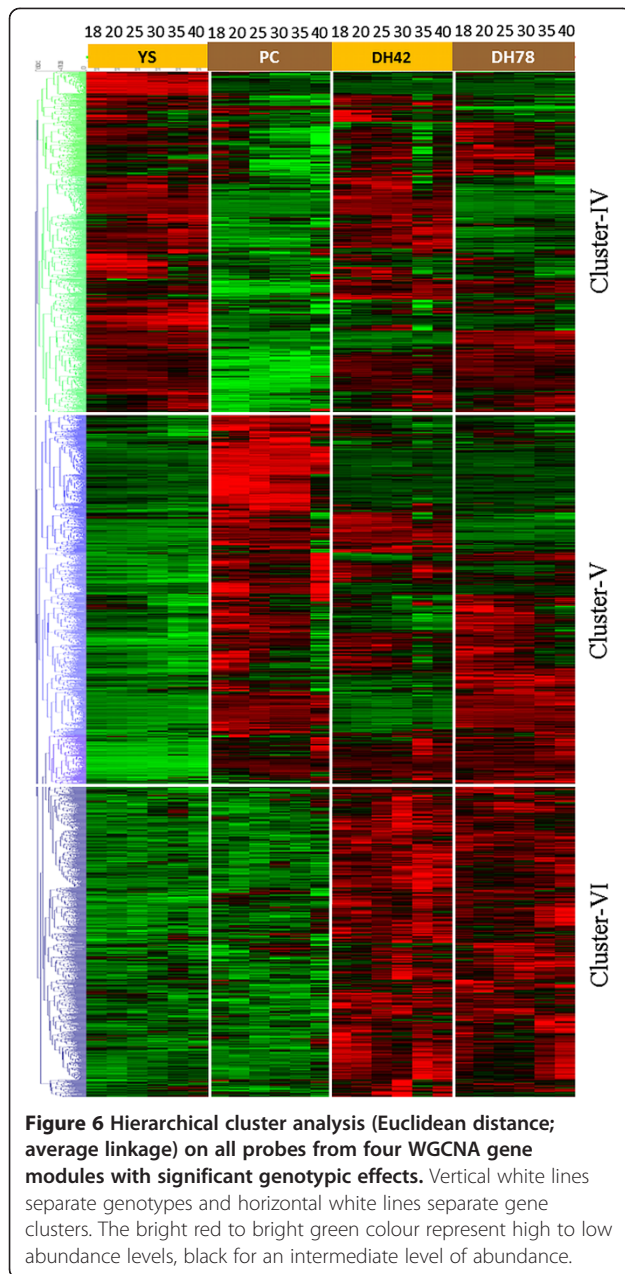 18 20 25 30 35 40 18 20 25 30 35 40 18 20 25 30 35 40 18 20 25 30 35 40
YS PC DH42 DH78
Cluster-IV
Cluster-V
Cluster-VI
Figure 6 Hierarchical cluster analysis (Euclidean distance;
average linkage) on all probes from four WGCNA gene
modules with significant genotypic effects. Vertical white lines
separate genotypes and horizontal white lines separate gene
clusters. The bright red to bright green colour represent high to low
abundance levels, black for an intermediate level of abundance.